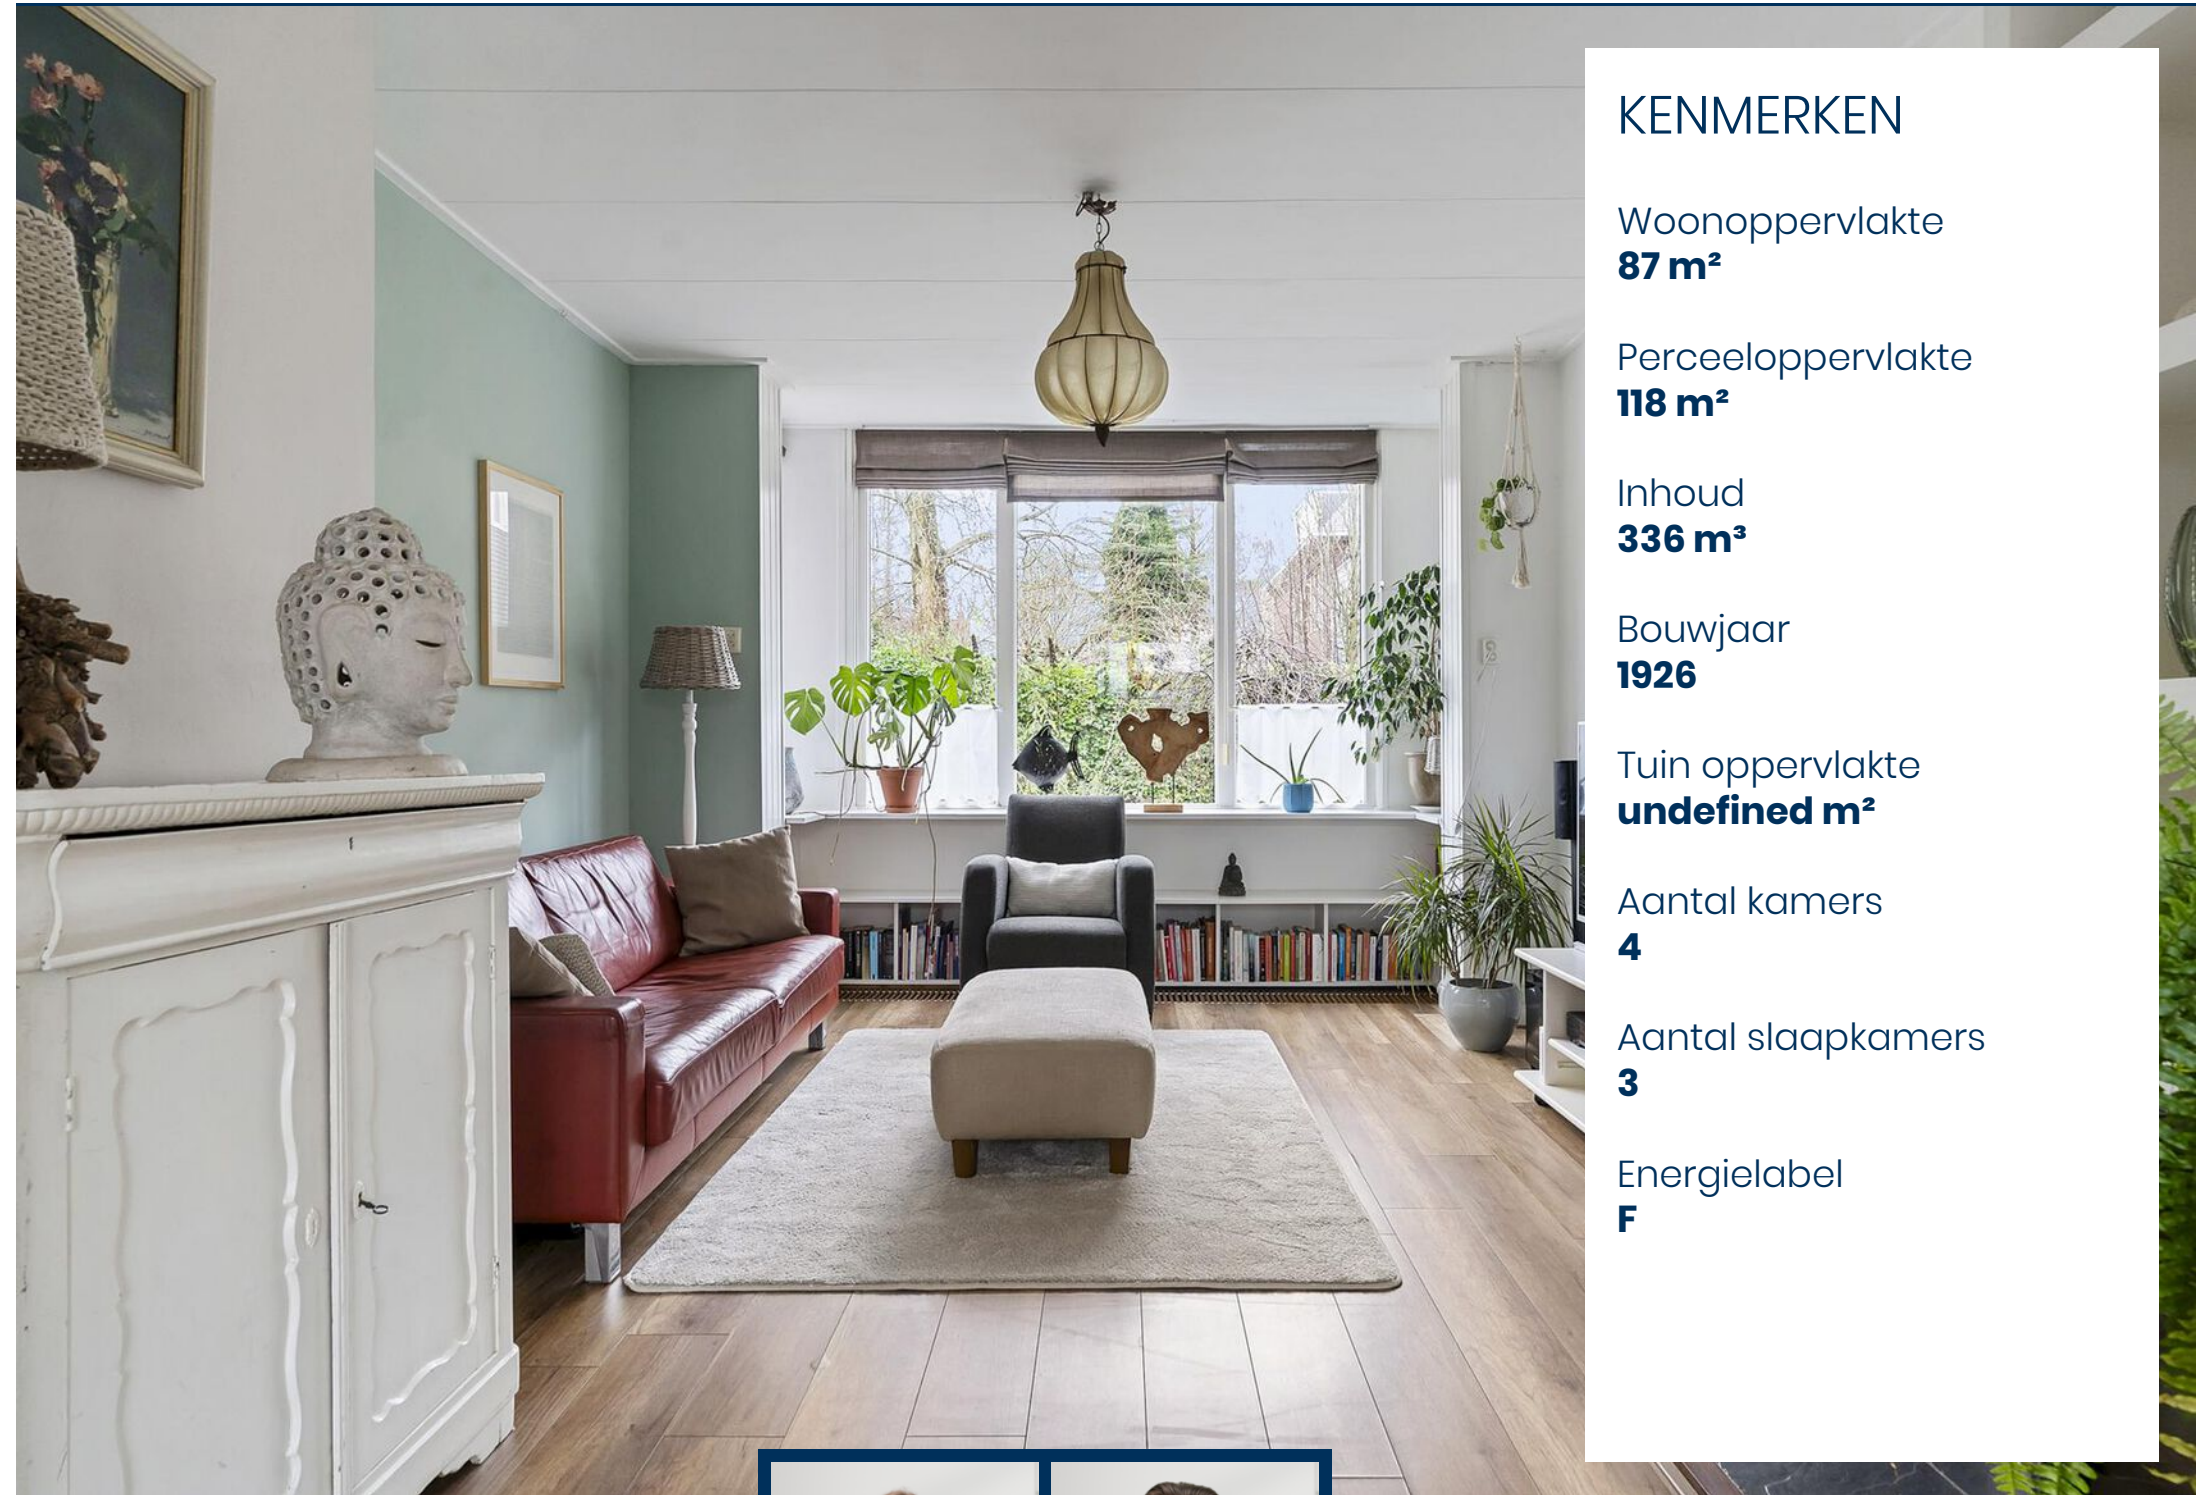 KENMERKEN
Woonoppervlakte
87 m²
Perceeloppervlakte
118 m²
Inhoud
336 m³
Bouwjaar
1926
Tuin oppervlakte
undefined m²
Aantal kamers
4
Aantal slaapkamers
3
Energielabel
F